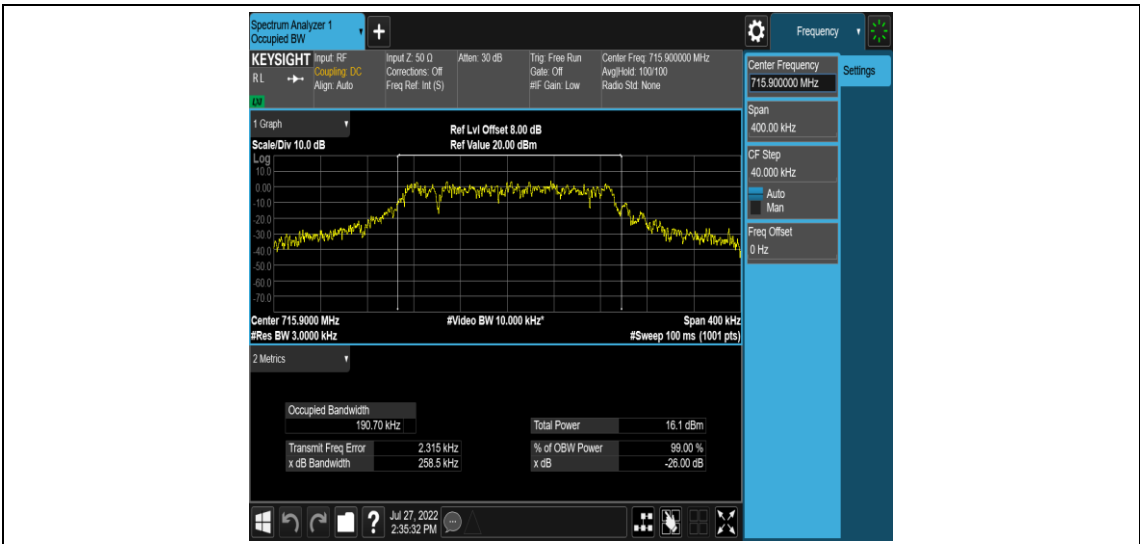 Spectrum Analyzer 1
Occupied BW
+
Frequency
KEYSIGHT
RL
LXI
Input: RF
Coupling: DC
Align: Auto
Input Z: 50 Ω
Corrections: Off
Freq Ref: Int (S)
Atten: 30 dB
Trig: Free Run
Gate: Off
#IF Gain: Low
Center Freq: 715.900000 MHz
Avg|Hold: 100/100
Radio Std: None
Center Frequency
715.900000 MHz
Settings
Span
400.00 kHz
CF Step
40.000 kHz
Auto
Man
Freq Offset
0 Hz
1 Graph
Scale/Div 10.0 dB
Ref Lvl Offset 8.00 dB
Ref Value 20.00 dBm
Log
10.0
0.00
-10.0
-20.0
-30.0
-40.0
-50.0
-60.0
-70.0
Center 715.9000 MHz
#Res BW 3.0000 kHz
#Video BW 10.000 kHz*
Span 400 kHz
#Sweep 100 ms (1001 pts)
2 Metrics
Occupied Bandwidth
190.70 kHz
Total Power 16.1 dBm
Transmit Freq Error 2.315 kHz
% of OBW Power 99.00 %
x dB Bandwidth 258.5 kHz
x dB -26.00 dB
?
Jul 27, 2022
2:35:32 PM